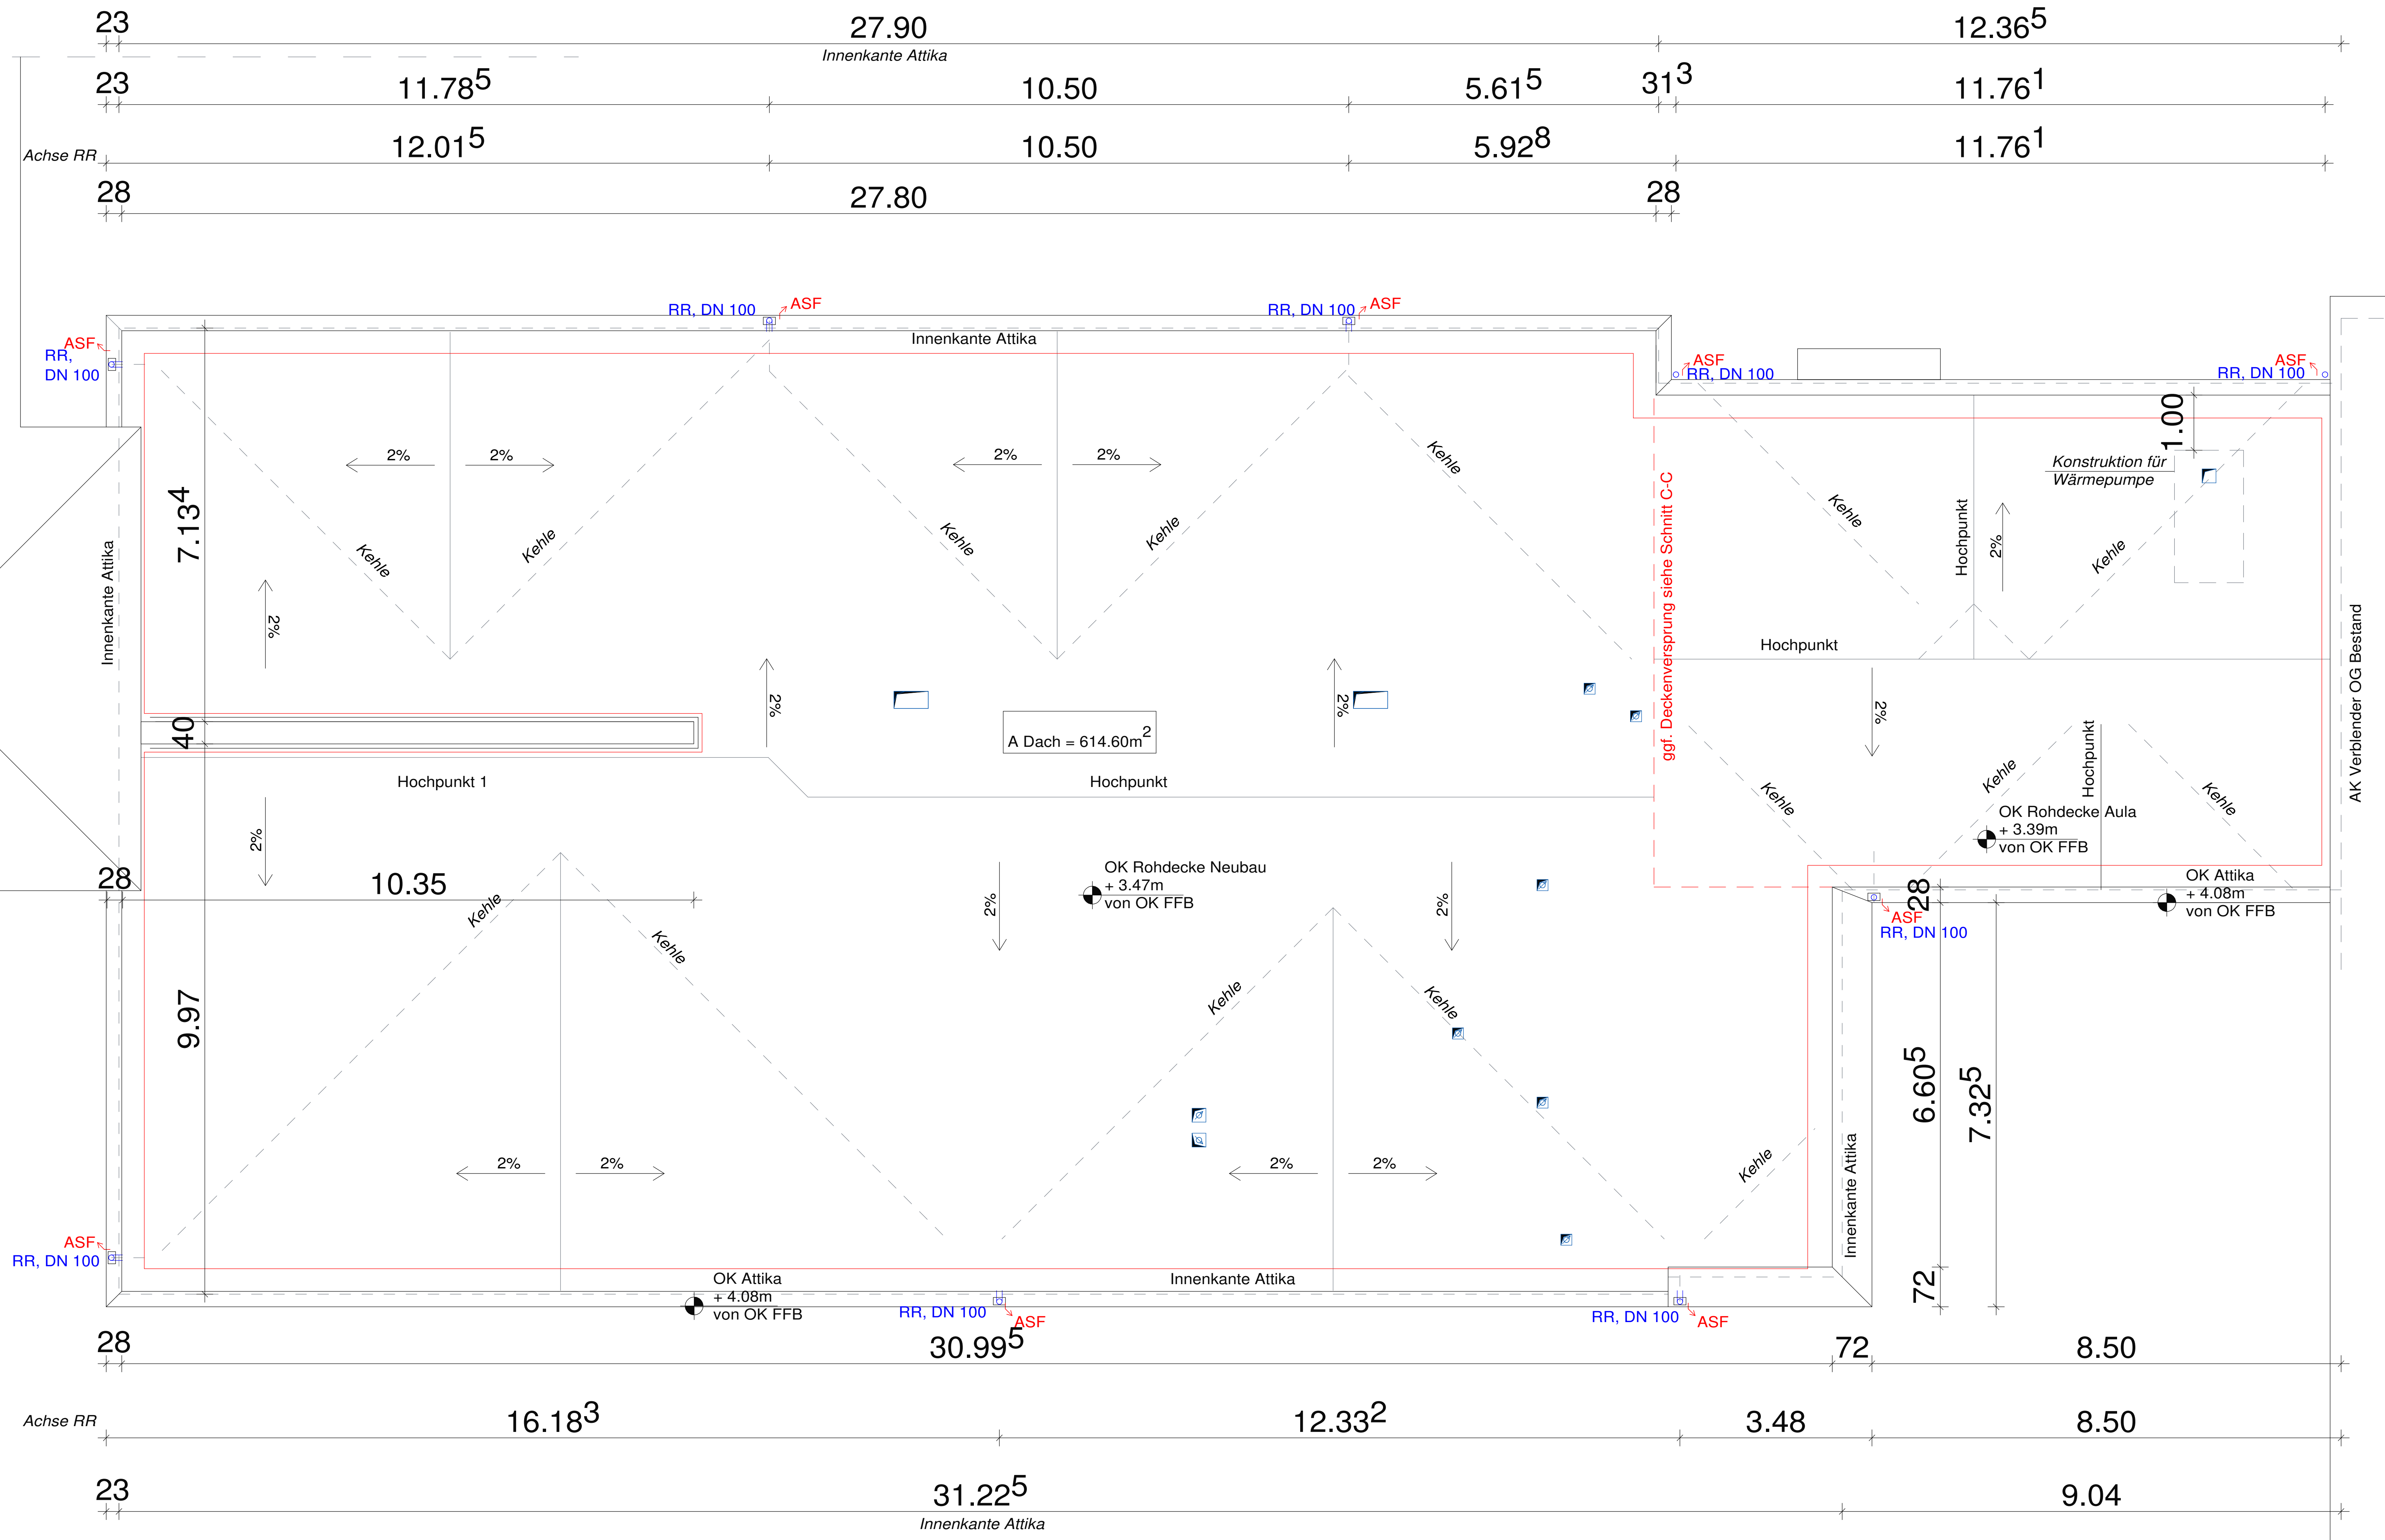 23 27.90 12.36⁵
Innenkante Attika
23 11.78⁵ 10.50 5.61⁵ 31³ 11.76¹
Achse RR 12.01⁵ 10.50 5.92⁸ 11.76¹
28 27.80 28
RR, DN 100 ASF
RR, DN 100 ASF
Innenkante Attika
ASF
RR,
DN 100
ASF
RR, DN 100
ASF
RR, DN 100
1.00
Konstruktion für
Wärmepumpe
2% 2%
2% 2%
Kehle
Kehle
Kehle
Kehle
Kehle
Kehle
Kehle
Hochpunkt
2%
7.13⁴
Innenkante Attika
2%
ggf. Deckenversprung siehe Schnitt C-C
AK Verblender OG Bestand
Hochpunkt
2%
2%
2%
40
A Dach = 614.60m²
Hochpunkt 1
Hochpunkt
Hochpunkt
Kehle
Kehle
Kehle
2%
OK Rohdecke Aula
+ 3.39m
von OK FFB
OK Rohdecke Neubau
+ 3.47m
von OK FFB
28 10.35
2%
2%
28
OK Attika
+ 4.08m
von OK FFB
ASF
RR, DN 100
Kehle
Kehle
Kehle
Kehle
Kehle
9.97
6.60⁵
7.32⁵
Innenkante Attika
2% 2%
2% 2%
72
ASF
RR, DN 100
OK Attika
+ 4.08m
von OK FFB
Innenkante Attika
RR, DN 100
ASF
RR, DN 100
ASF
28 30.99⁵ 72 8.50
Achse RR 16.18³ 12.33² 3.48 8.50
23 31.22⁵ 9.04
Innenkante Attika